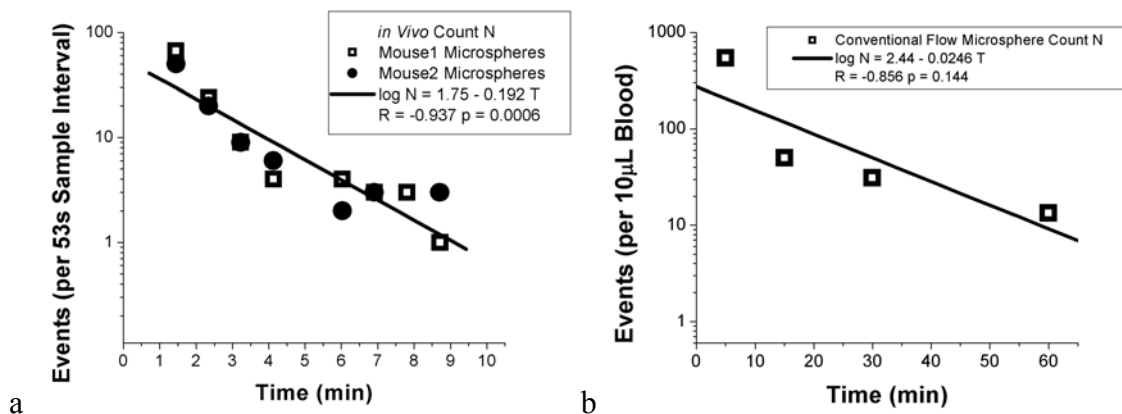 in Vivo Count N
Mouse1 Microspheres
Mouse2 Microspheres
log N = 1.75 - 0.192 T
R = -0.937 p = 0.0006
Events (per 53s Sample Interval)
100
10
1
0 1 2 3 4 5 6 7 8 9 10
Time (min)
a
Conventional Flow Microsphere Count N
log N = 2.44 - 0.0246 T
R = -0.856 p = 0.144
Events (per 10µL Blood)
1000
100
10
1
0 10 20 30 40 50 60
Time (min)
b